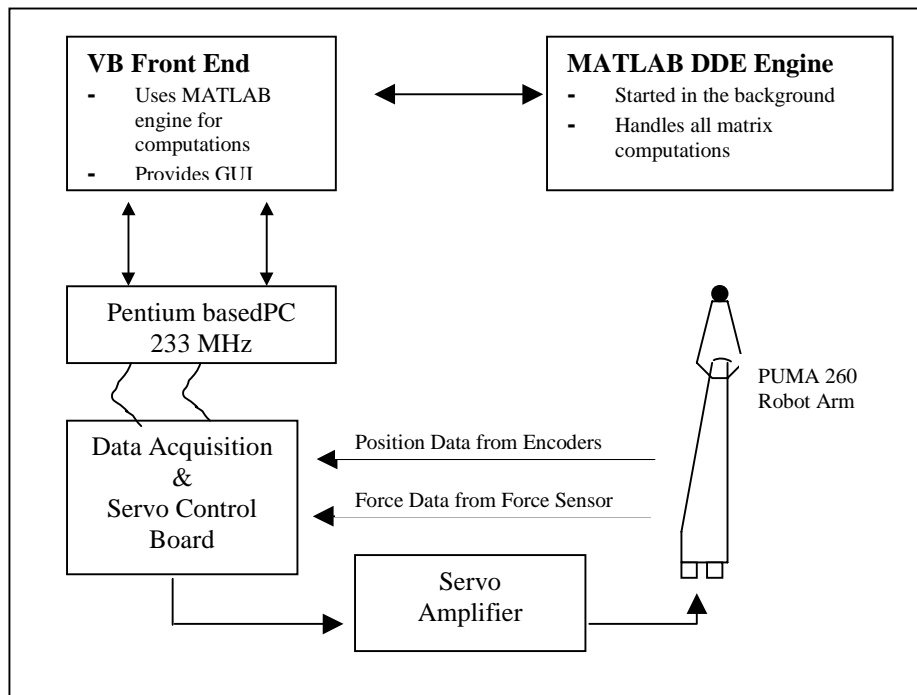 VB Front End
- Uses MATLAB
engine for
computations
- Provides GUI
MATLAB DDE Engine
- Started in the background
- Handles all matrix
computations
Pentium basedPC
233 MHz
PUMA 260
Robot Arm
Data Acquisition
&
Servo Control
Board
Position Data from Encoders
Force Data from Force Sensor
Servo
Amplifier